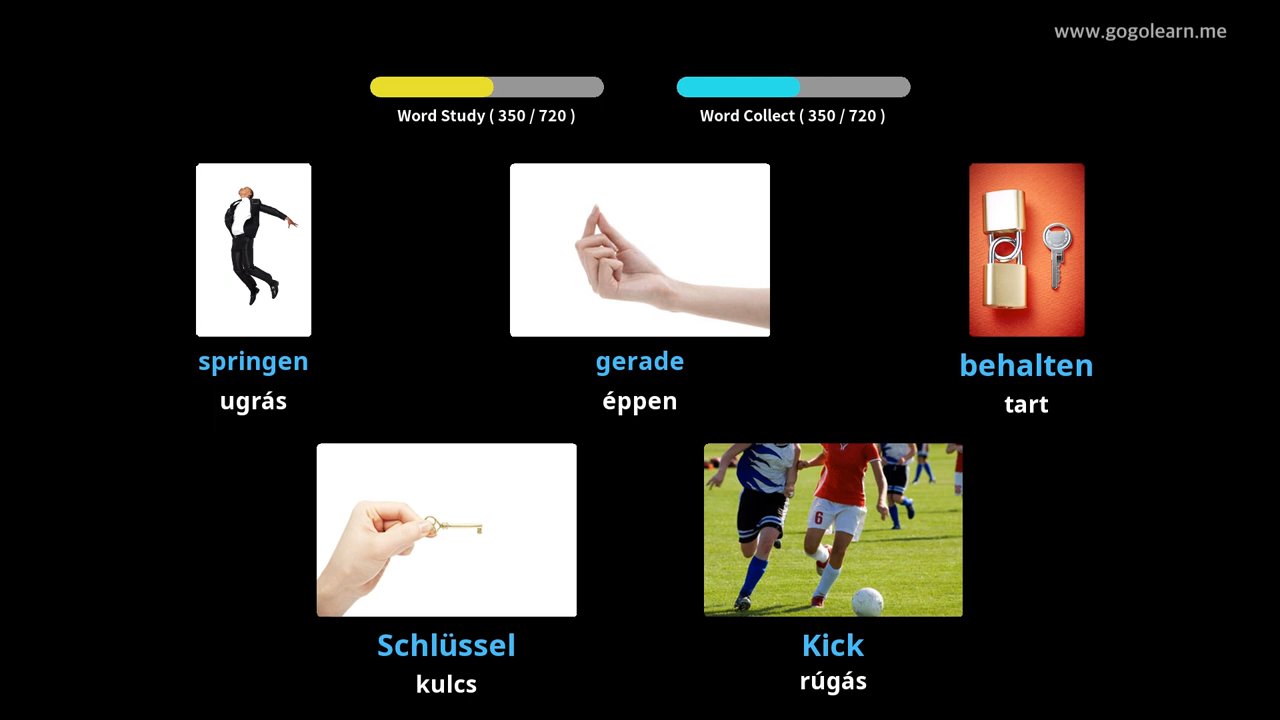 www.gogolearn.me
Word Study ( 350 / 720 )
Word Collect ( 350 / 720 )
springen
ugrás
gerade
éppen
behalten
tart
Schlüssel
kulcs
Kick
rúgás
6